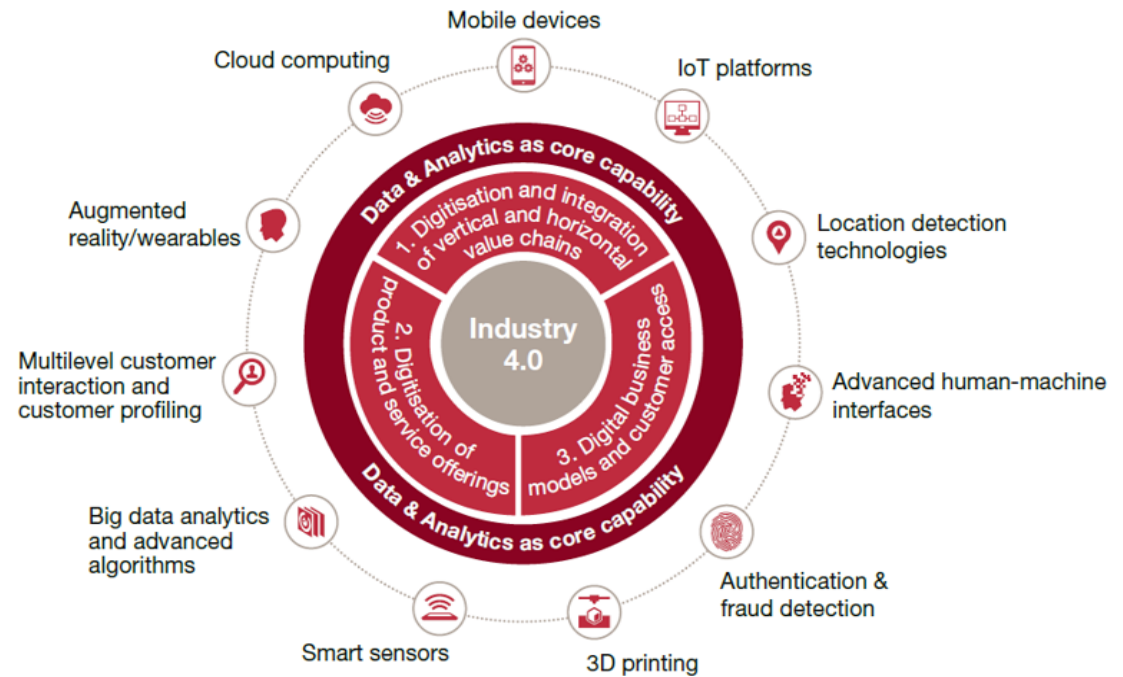 Mobile devices
Cloud computing
IoT platforms
Data & Analytics as core capability
1. Digitisation and integration
of vertical and horizontal
value chains
Augmented
reality/wearables
Location detection
technologies
Industry
4.0
2. Digitisation of
product and service offerings
3. Digital business
models and customer access
Multilevel customer
interaction and
customer profiling
Advanced human-machine
interfaces
Data & Analytics as core capability
Big data analytics
and advanced
algorithms
Authentication &
fraud detection
Smart sensors
3D printing